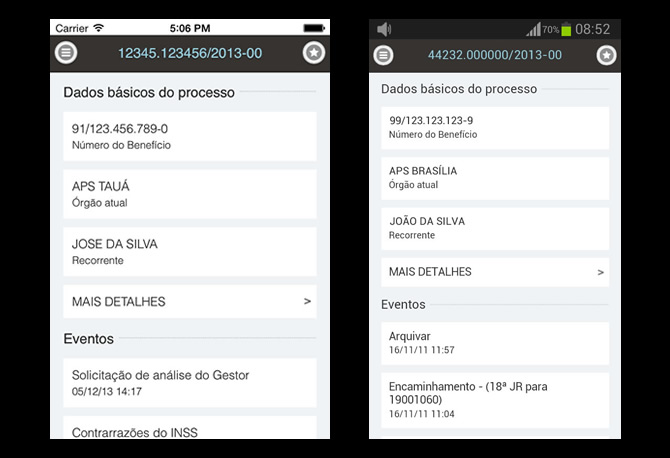 Carrier 5:06 PM
12345.123456/2013-00
Dados básicos do processo
91/123.456.789-0
Número do Benefício
APS TAUÁ
Órgão atual
JOSE DA SILVA
Recorrente
MAIS DETALHES >
Eventos
Solicitação de análise do Gestor
05/12/13 14:17
Contrarrazões do INSS
70% 08:52
44232.000000/2013-00
Dados básicos do processo
99/123.123.123-9
Número do Benefício
APS BRASÍLIA
Órgão atual
JOÃO DA SILVA
Recorrente
MAIS DETALHES >
Eventos
Arquivar
16/11/11 11:57
Encaminhamento - (18ª JR para
19001060)
16/11/11 11:04